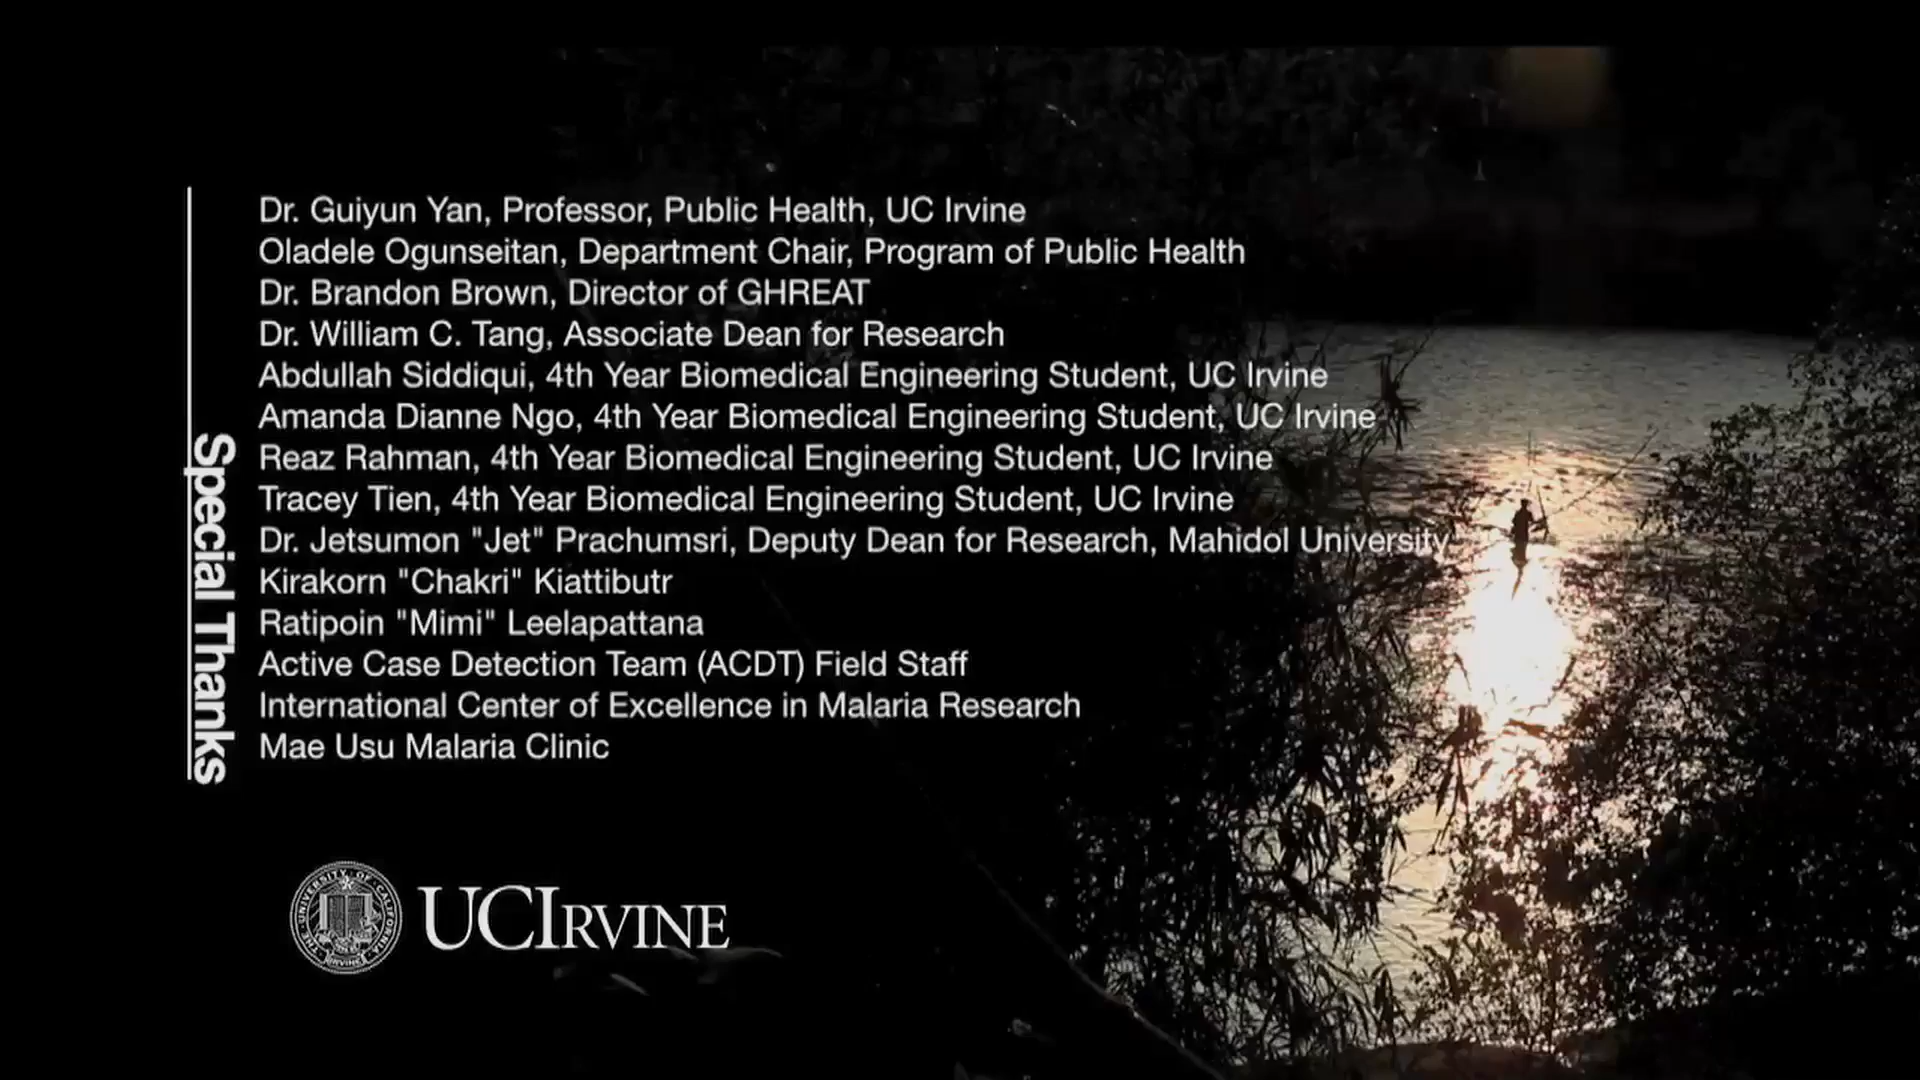 Special Thanks
Dr. Guiyun Yan, Professor, Public Health, UC Irvine
Oladele Ogunseitan, Department Chair, Program of Public Health
Dr. Brandon Brown, Director of GHREAT
Dr. William C. Tang, Associate Dean for Research
Abdullah Siddiqui, 4th Year Biomedical Engineering Student, UC Irvine
Amanda Dianne Ngo, 4th Year Biomedical Engineering Student, UC Irvine
Reaz Rahman, 4th Year Biomedical Engineering Student, UC Irvine
Tracey Tien, 4th Year Biomedical Engineering Student, UC Irvine
Dr. Jetsumon "Jet" Prachumsri, Deputy Dean for Research, Mahidol University
Kirakorn "Chakri" Kiattibutr
Ratipoin "Mimi" Leelapattana
Active Case Detection Team (ACDT) Field Staff
International Center of Excellence in Malaria Research
Mae Usu Malaria Clinic
THE UNIVERSITY OF CALIFORNIA
IRVINE
UCIRVINE